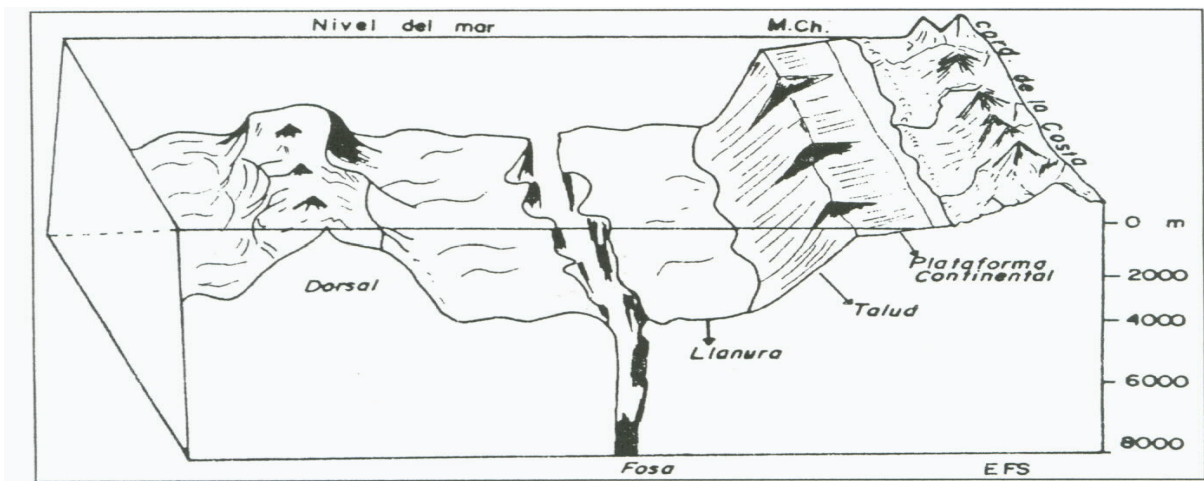 Nivel del mar
M.Ch.
Cord. de la Costa
0 m
Plataforma
Continental
2000
Dorsal
Talud
4000
Llanura
6000
8000
Fosa
EFS